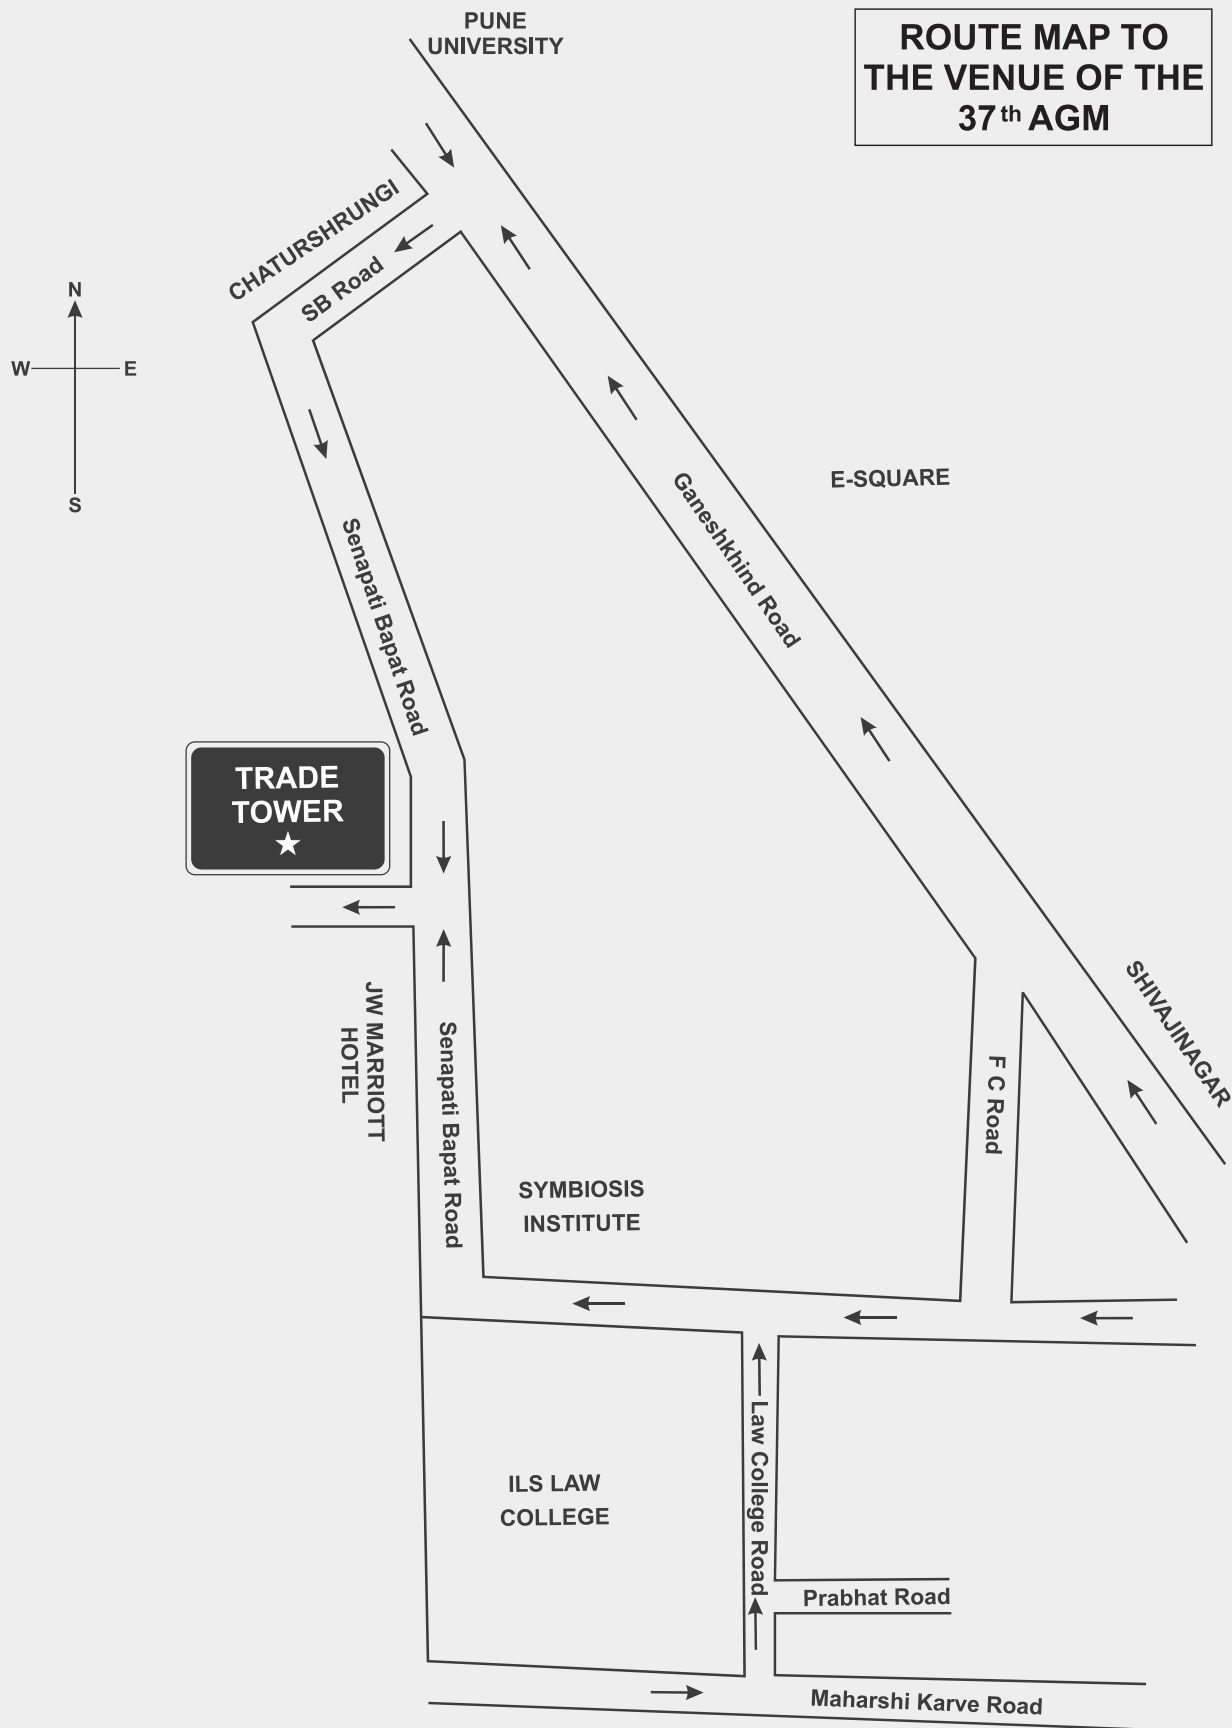 PUNE
UNIVERSITY
ROUTE MAP TO
THE VENUE OF THE
37th AGM
CHATURSHRUNGI
SB Road
N
W
E
S
E-SQUARE
Ganeshkhind Road
Senapati Bapat Road
TRADE
TOWER
SHIVAJINAGAR
JW MARRIOTT
HOTEL
Senapati Bapat Road
F C Road
SYMBIOSIS
INSTITUTE
Law College Road
ILS LAW
COLLEGE
Prabhat Road
Maharshi Karve Road